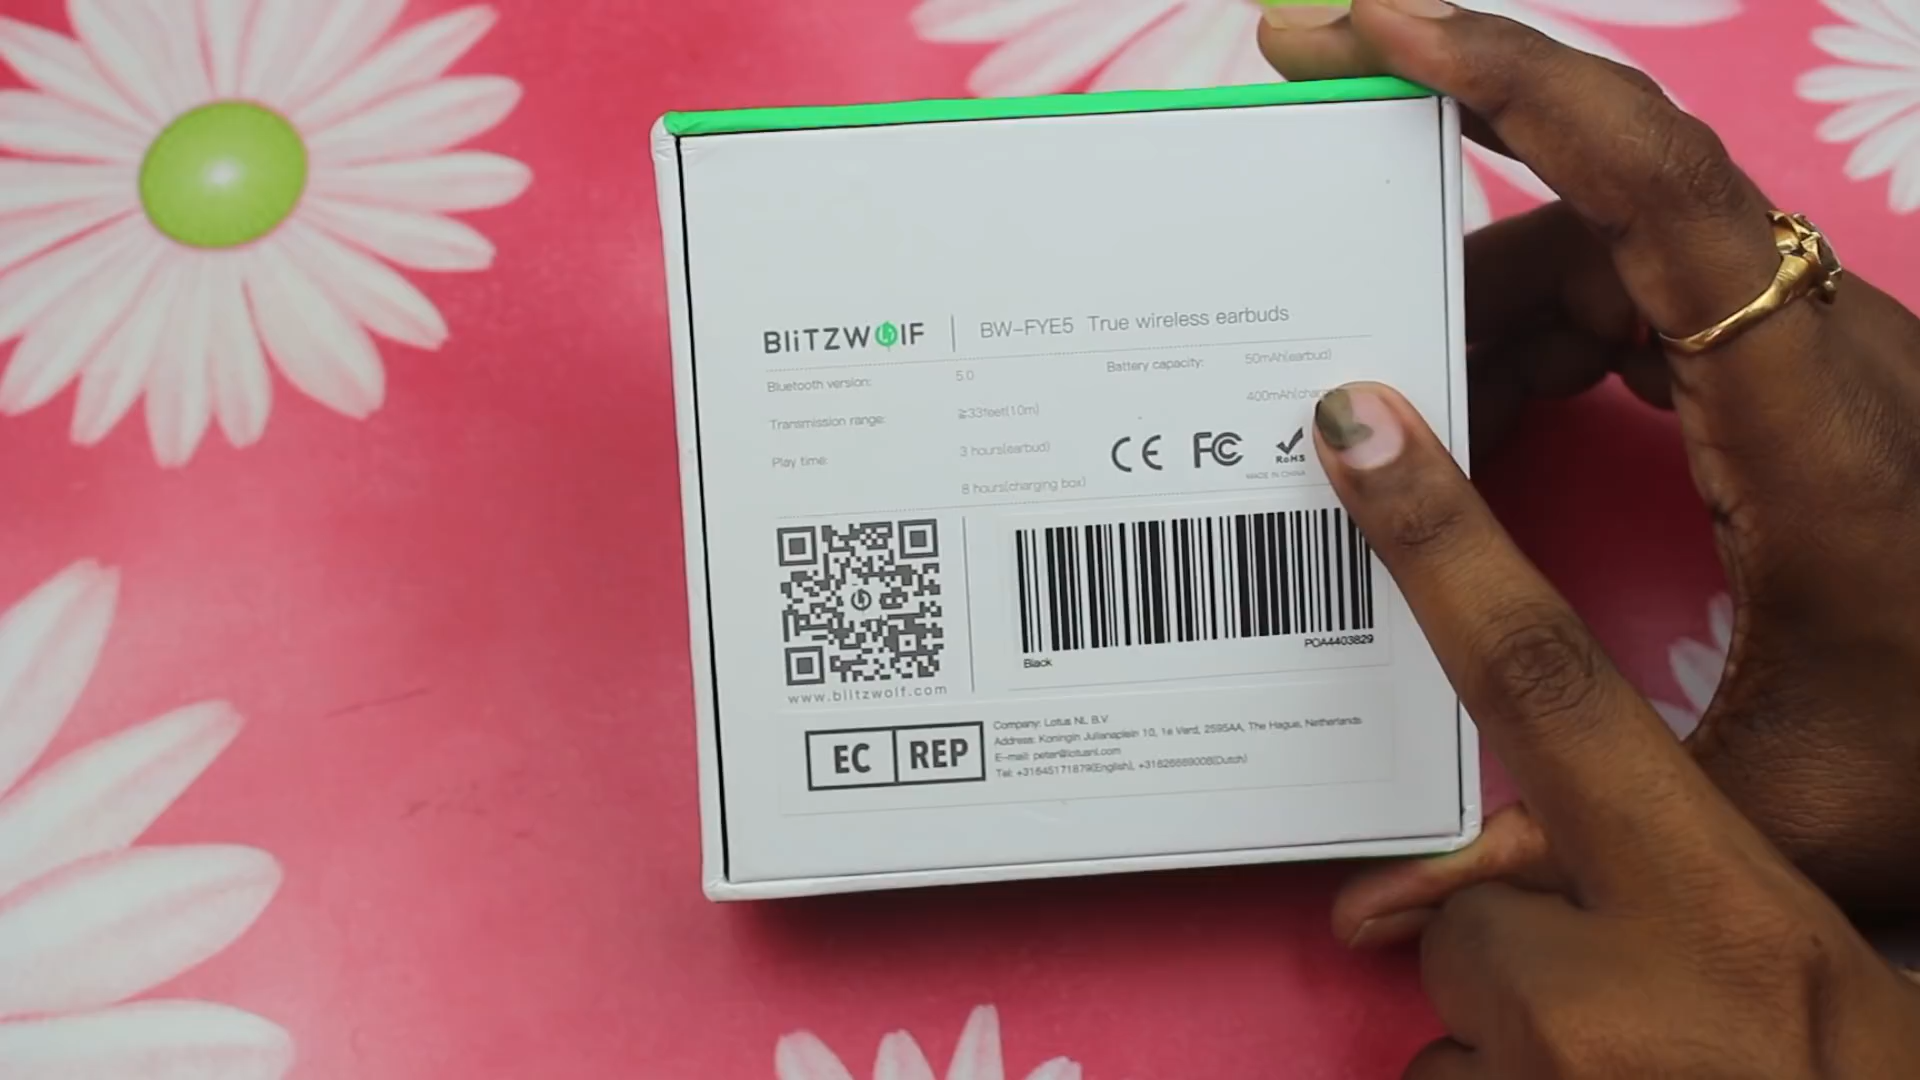 BLiTZWOLF | BW-FYE5 True wireless earbuds
Bluetooth version: 5.0
Battery capacity: 50mAh(earbud)
400mAh(char
Transmission range: ≧33feet(10m)
Play time: 3 hours(earbud)
8 hours(charging box)
CE FC RoHS
MADE IN CHINA
Black
POA4403829
www.blitzwolf.com
EC REP
Company: Lotus NL B.V.
Address: Koningin Julianaplein 10, 1e Verd, 2595AA, The Hague, Netherlands
E-mail: peter@lotusnl.com
Tel: +31645171879(English), +31626669008(Dutch)